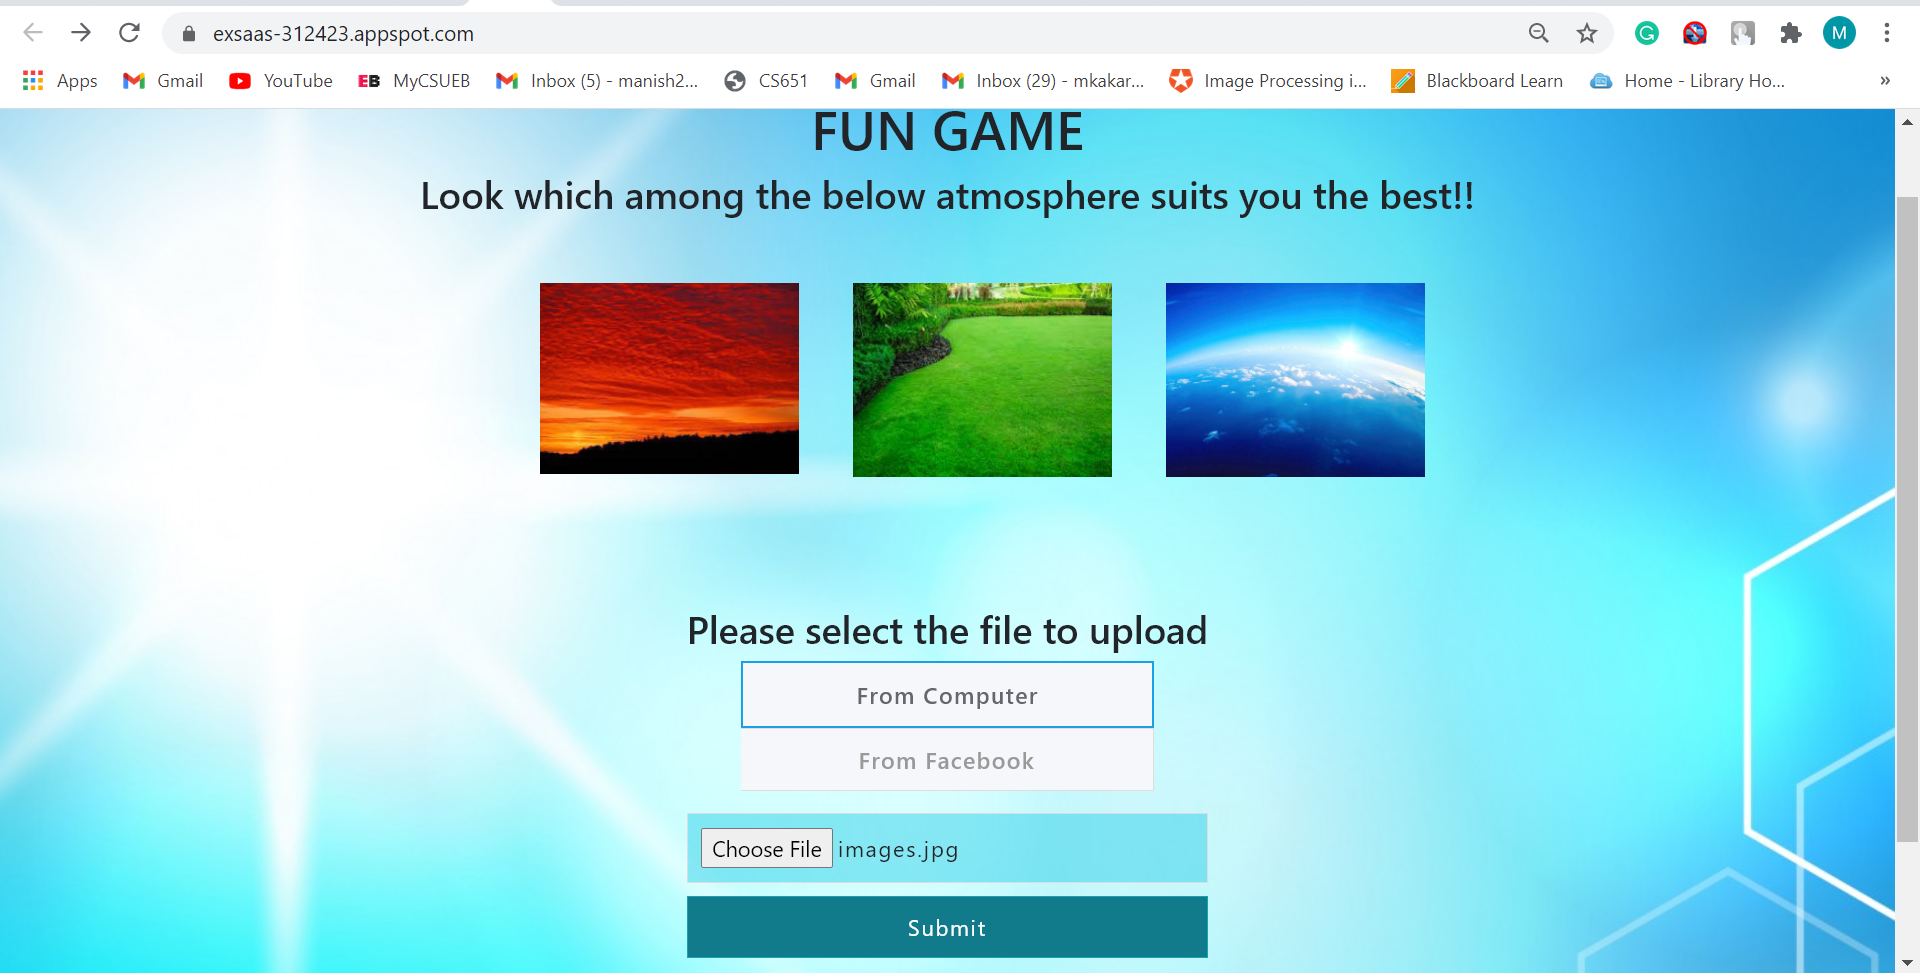 exsaas-312423.appspot.com
G
M
Apps
Gmail
YouTube
EB MyCSUEB
Inbox (5) - manish2...
CS651
Gmail
Inbox (29) - mkakar...
Image Processing i...
Blackboard Learn
Home - Library Ho...
»
FUN GAME
Look which among the below atmosphere suits you the best!!
Please select the file to upload
From Computer
From Facebook
Choose File images.jpg
Submit